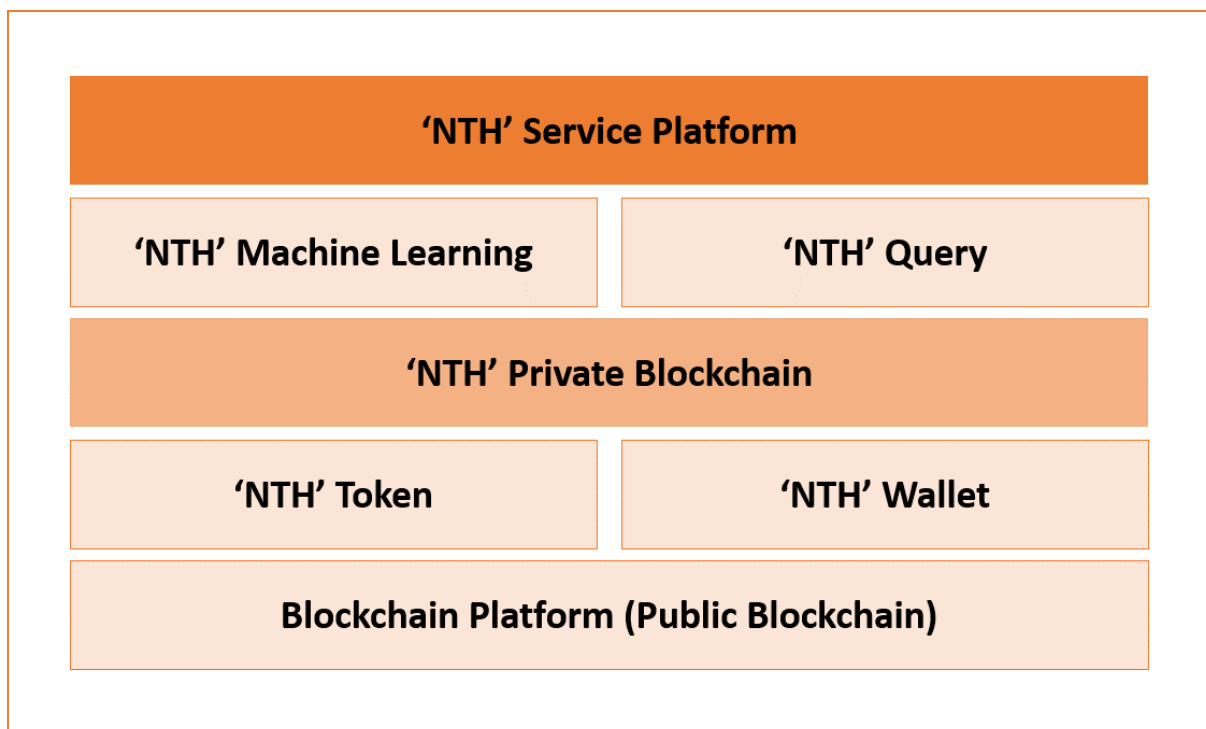 ‘NTH’ Service Platform
‘NTH’ Machine Learning
‘NTH’ Query
‘NTH’ Private Blockchain
‘NTH’ Token
‘NTH’ Wallet
Blockchain Platform (Public Blockchain)